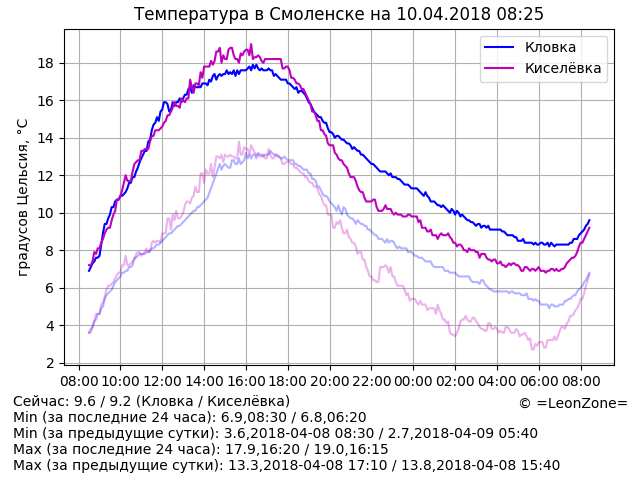 Температура в Смоленске на 10.04.2018 08:25
Кловка
Киселёвка
градусов Цельсия, °C
18
16
14
12
10
8
6
4
2
08:00 10:00 12:00 14:00 16:00 18:00 20:00 22:00 00:00 02:00 04:00 06:00 08:00
Сейчас: 9.6 / 9.2 (Кловка / Киселёвка)
© =LeonZone=
Min (за последние 24 часа): 6.9,08:30 / 6.8,06:20
Min (за предыдущие сутки): 3.6,2018-04-08 08:30 / 2.7,2018-04-09 05:40
Max (за последние 24 часа): 17.9,16:20 / 19.0,16:15
Max (за предыдущие сутки): 13.3,2018-04-08 17:10 / 13.8,2018-04-08 15:40